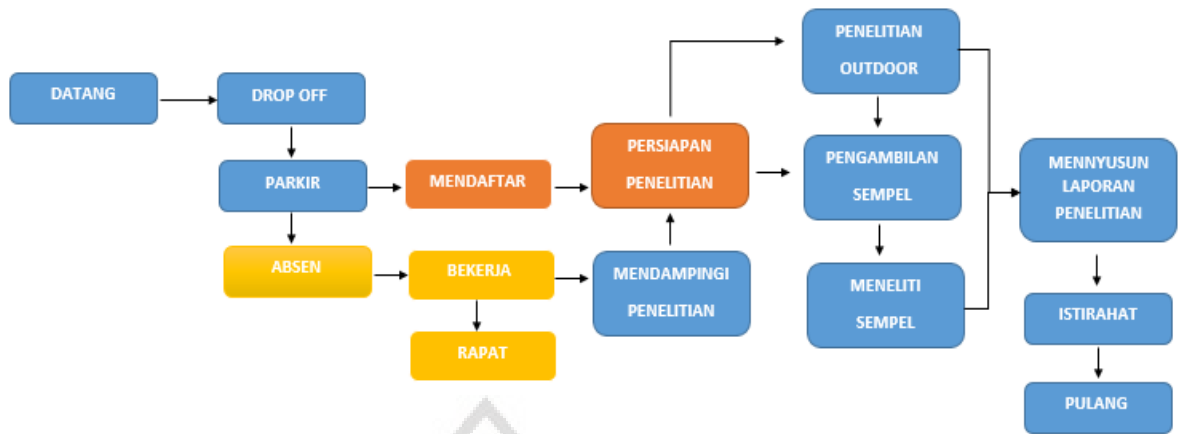 DATANG
DROP OFF
PARKIR
MENDAFTAR
ABSEN
BEKERJA
RAPAT
PERSIAPAN
PENELITIAN
MENDAMPINGI
PENELITIAN
PENELITIAN
OUTDOOR
PENGAMBILAN
SEMPEL
MENELITI
SEMPEL
MENNYUSUN
LAPORAN
PENELITIAN
ISTIRAHAT
PULANG